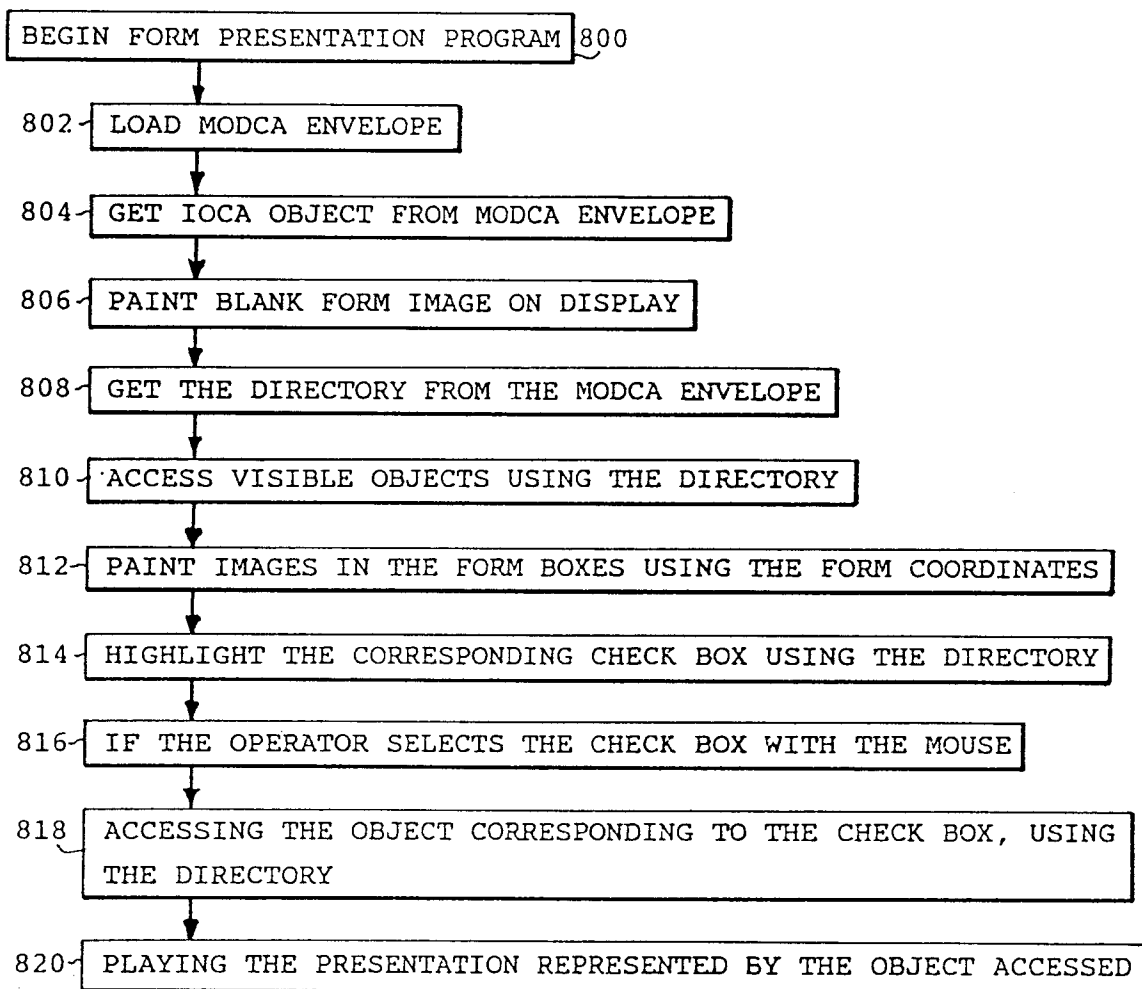 BEGIN FORM PRESENTATION PROGRAM 800
802 LOAD MODCA ENVELOPE
804 GET IOCA OBJECT FROM MODCA ENVELOPE
806 PAINT BLANK FORM IMAGE ON DISPLAY
808 GET THE DIRECTORY FROM THE MODCA ENVELOPE
810 ACCESS VISIBLE OBJECTS USING THE DIRECTORY
812 PAINT IMAGES IN THE FORM BOXES USING THE FORM COORDINATES
814 HIGHLIGHT THE CORRESPONDING CHECK BOX USING THE DIRECTORY
816 IF THE OPERATOR SELECTS THE CHECK BOX WITH THE MOUSE
818 ACCESSING THE OBJECT CORRESPONDING TO THE CHECK BOX, USING
THE DIRECTORY
820 PLAYING THE PRESENTATION REPRESENTED BY THE OBJECT ACCESSED